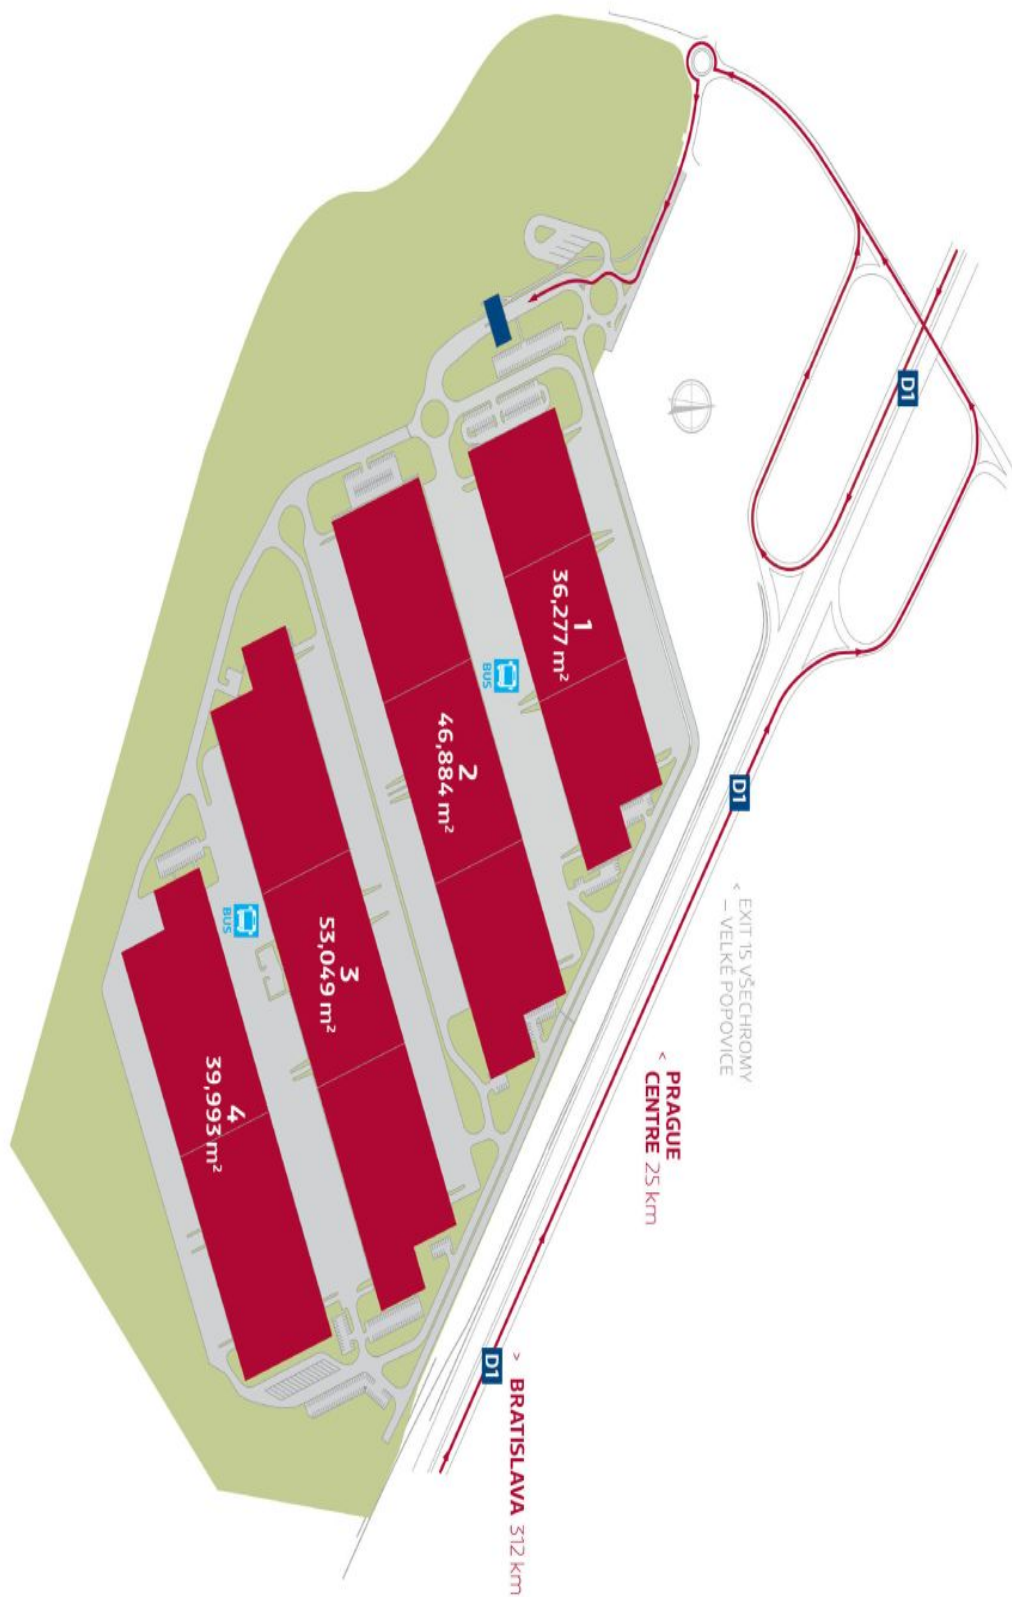 D1
D1
< EXIT 15 VŠECHROMY
– VELKÉ POPOVICE
< PRAGUE
CENTRE 25 km
D1
> BRATISLAVA 312 km
1
36,277 m²
BUS
2
46,884 m²
3
53,049 m²
BUS
4
39,993 m²